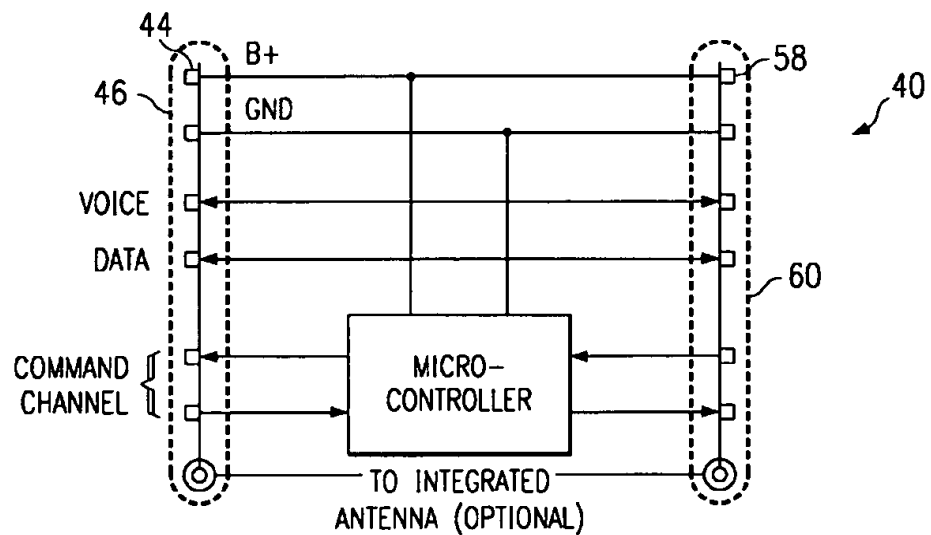 44
B+
58
46
GND
40
VOICE
DATA
60
COMMAND
CHANNEL
MICRO-
CONTROLLER
TO INTEGRATED
ANTENNA (OPTIONAL)